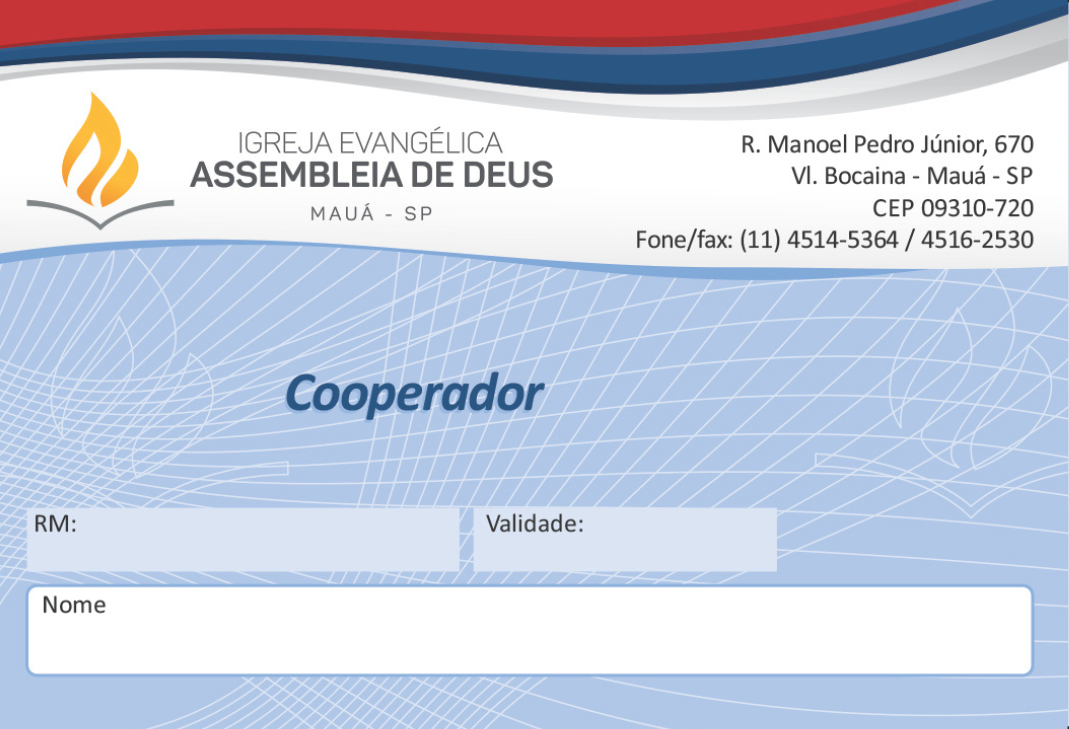 IGREJA EVANGÉLICA
ASSEMBLEIA DE DEUS
MAUÁ - SP
R. Manoel Pedro Júnior, 670
Vl. Bocaina - Mauá - SP
CEP 09310-720
Fone/fax: (11) 4514-5364 / 4516-2530
Cooperador
RM:
Validade:
Nome